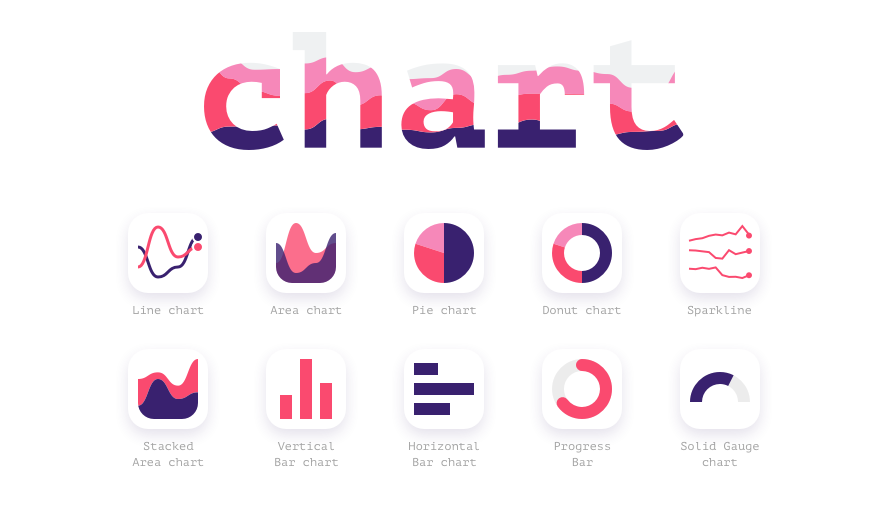 chart
Line chart
Area chart
Pie chart
Donut chart
Sparkline
Stacked
Area chart
Vertical
Bar chart
Horizontal
Bar chart
Progress
Bar
Solid Gauge
chart